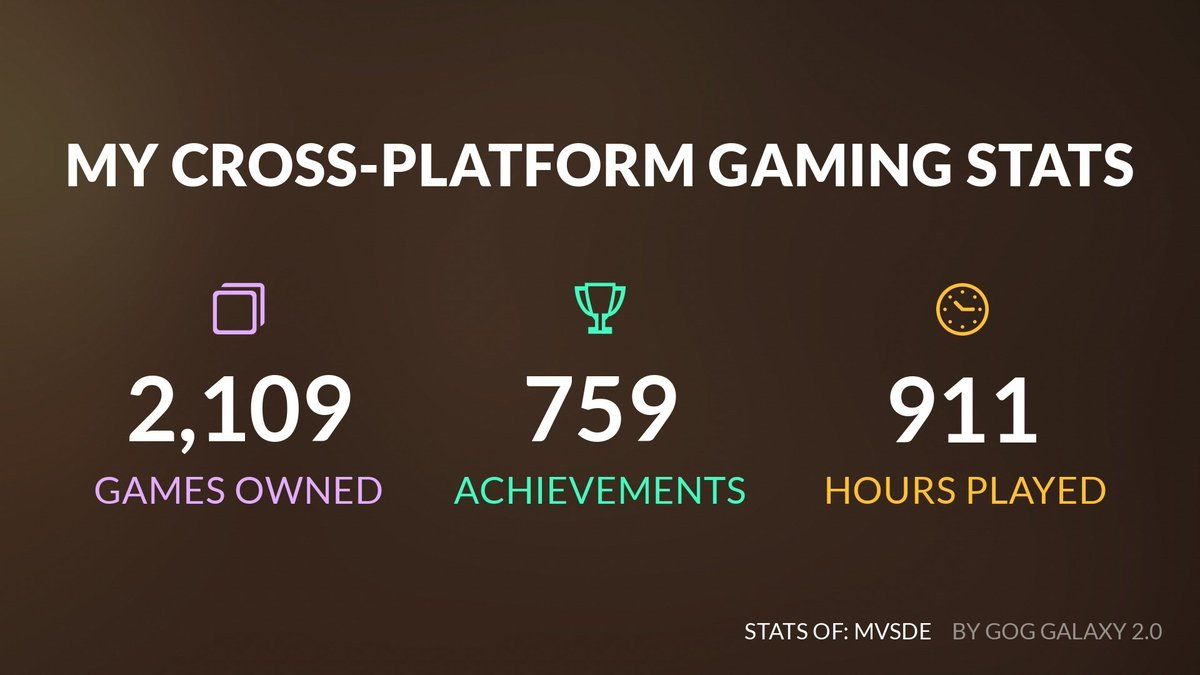 MY CROSS-PLATFORM GAMING STATS
2,109
GAMES OWNED
759
ACHIEVEMENTS
911
HOURS PLAYED
STATS OF: MVSDE BY GOG GALAXY 2.0